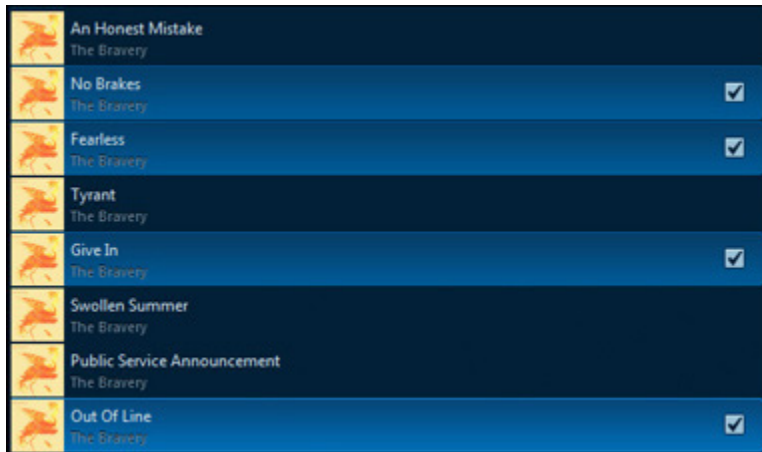 An Honest Mistake
The Bravery
No Brakes
The Bravery
Fearless
The Bravery
Tyrant
The Bravery
Give In
The Bravery
Swollen Summer
The Bravery
Public Service Announcement
The Bravery
Out Of Line
The Bravery